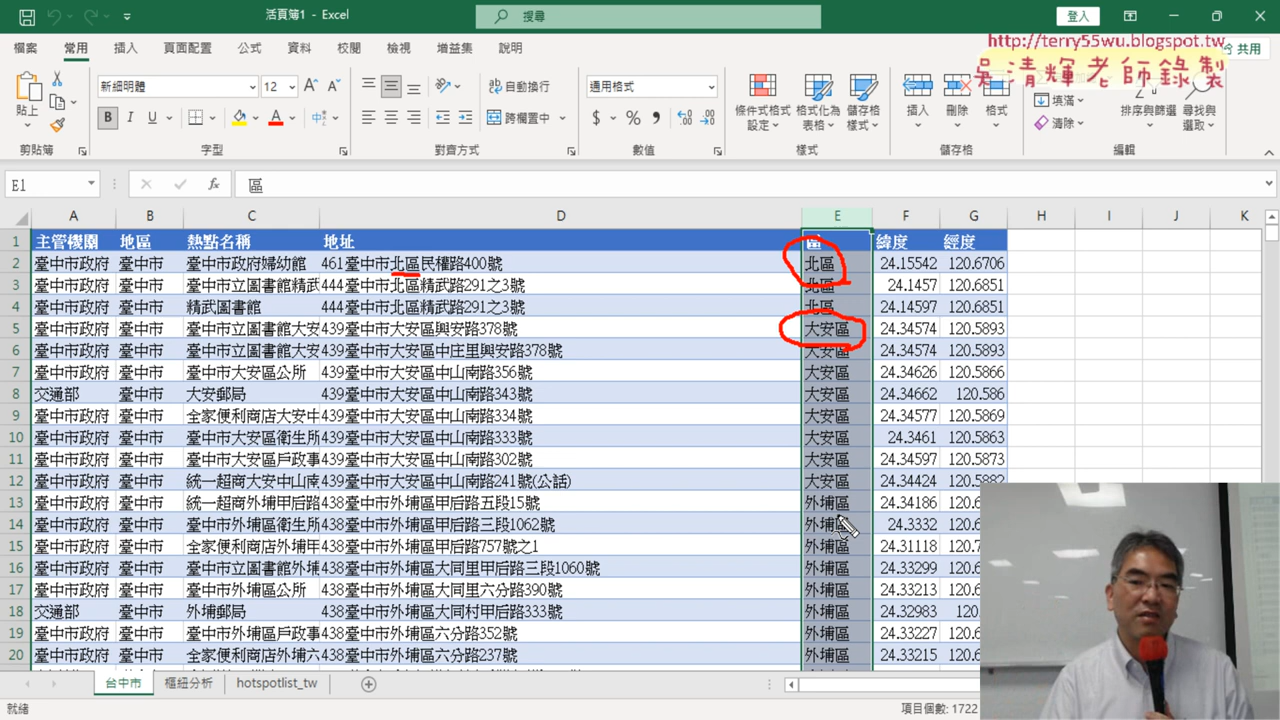 活頁簿1 - Excel
搜尋
登入
http://terry55wu.blogspot.tw
吳清輝老師錄製
檔案 常用 插入 頁面配置 公式 資料 校閱 檢視 增益集 說明
共用
貼上
新細明體 12
自動換行
通用格式
跨欄置中
B I U
$ %
條件式格式設定
格式化為表格
儲存格樣式
插入 刪除 格式
填滿
清除
排序與篩選
尋找與選取
剪貼簿 字型 對齊方式 數值 樣式 儲存格 編輯
E1 fx 區
A B C D E F G H I J K
1 主管機關 地區 熱點名稱 地址 區 緯度 經度
2 臺中市政府 臺中市 臺中市政府婦幼館 461臺中市北區民權路400號 北區 24.15542 120.6706
3 臺中市政府 臺中市 臺中市立圖書館精武 444臺中市北區精武路291之3號 北區 24.1457 120.6851
4 臺中市政府 臺中市 精武圖書館 444臺中市北區精武路291之3號 北區 24.14597 120.6851
5 臺中市政府 臺中市 臺中市立圖書館大安 439臺中市大安區興安路378號 大安區 24.34574 120.5893
6 臺中市政府 臺中市 臺中市立圖書館大安 439臺中市大安區中庄里興安路378號 大安區 24.34574 120.5893
7 臺中市政府 臺中市 臺中市大安區公所 439臺中市大安區中山南路356號 大安區 24.34626 120.5866
8 交通部 臺中市 大安郵局 439臺中市大安區中山南路343號 大安區 24.34662 120.586
9 臺中市政府 臺中市 全家便利商店大安中 439臺中市大安區中山南路334號 大安區 24.34577 120.5869
10 臺中市政府 臺中市 臺中市大安區衛生所 439臺中市大安區中山南路333號 大安區 24.3461 120.5863
11 臺中市政府 臺中市 臺中市大安區戶政事 439臺中市大安區中山南路302號 大安區 24.34597 120.5873
12 臺中市政府 臺中市 統一超商大安中山南 439臺中市大安區中山南路241號(公話) 大安區 24.34424 120.5882
13 臺中市政府 臺中市 統一超商外埔甲后路 438臺中市外埔區甲后路五段15號 外埔區 24.34186 120.6
14 臺中市政府 臺中市 臺中市外埔區衛生所 438臺中市外埔區甲后路三段1062號 外埔區 24.3332 120.6
15 臺中市政府 臺中市 全家便利商店外埔甲 438臺中市外埔區甲后路757號之1 外埔區 24.31118 120.7
16 臺中市政府 臺中市 臺中市立圖書館外埔 438臺中市外埔區大同里甲后路三段1060號 外埔區 24.33299 120.6
17 臺中市政府 臺中市 臺中市外埔區公所 438臺中市外埔區大同里六分路390號 外埔區 24.33213 120.6
18 交通部 臺中市 外埔郵局 438臺中市外埔區大同村甲后路333號 外埔區 24.32983 120.
19 臺中市政府 臺中市 臺中市外埔區戶政事 438臺中市外埔區六分路352號 外埔區 24.33227 120.6
20 臺中市政府 臺中市 全家便利商店外埔六 438臺中市外埔區六分路237號 外埔區 24.33215 120.6
台中市 樞紐分析 hotspotlist_tw
就緒 項目個數: 1722